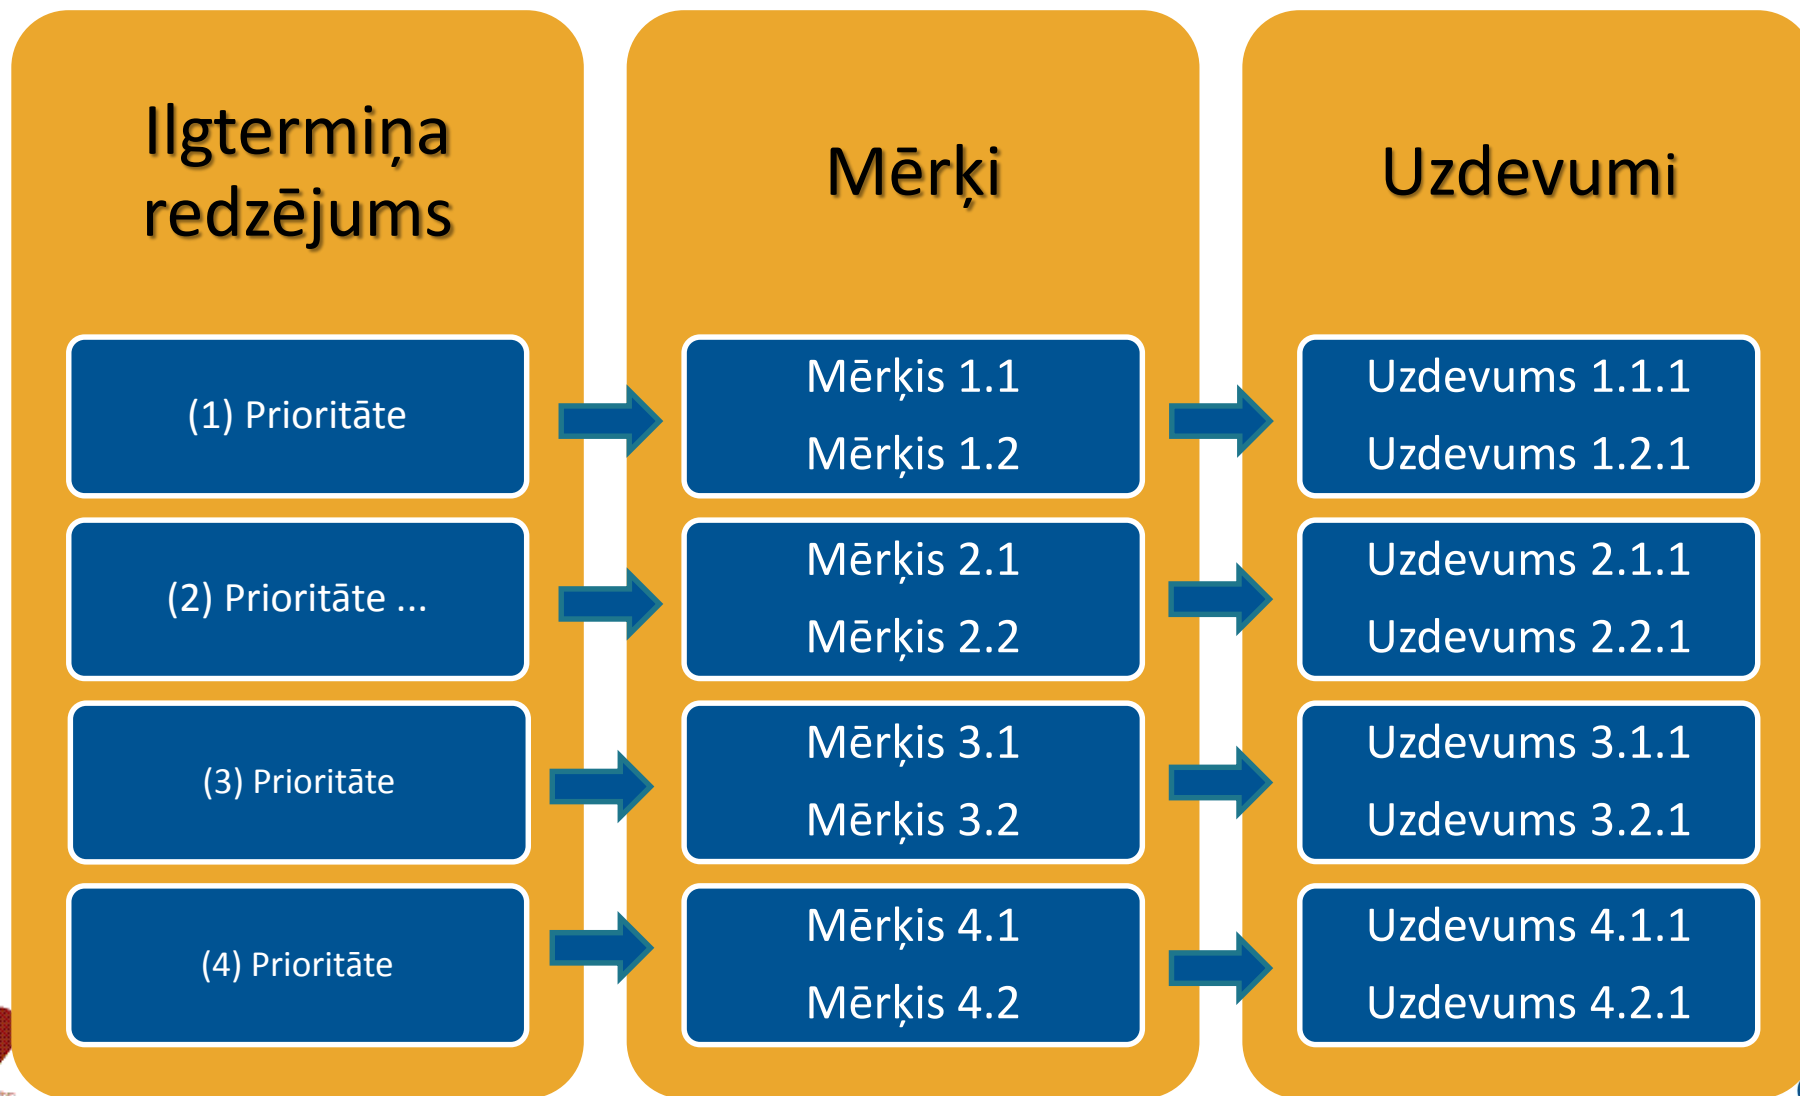 Ilgtermiņa
redzējums
(1) Prioritāte
(2) Prioritāte ...
(3) Prioritāte
(4) Prioritāte
Mērķi
Mērķis 1.1
Mērķis 1.2
Mērķis 2.1
Mērķis 2.2
Mērķis 3.1
Mērķis 3.2
Mērķis 4.1
Mērķis 4.2
Uzdevumi
Uzdevums 1.1.1
Uzdevums 1.2.1
Uzdevums 2.1.1
Uzdevums 2.2.1
Uzdevums 3.1.1
Uzdevums 3.2.1
Uzdevums 4.1.1
Uzdevums 4.2.1